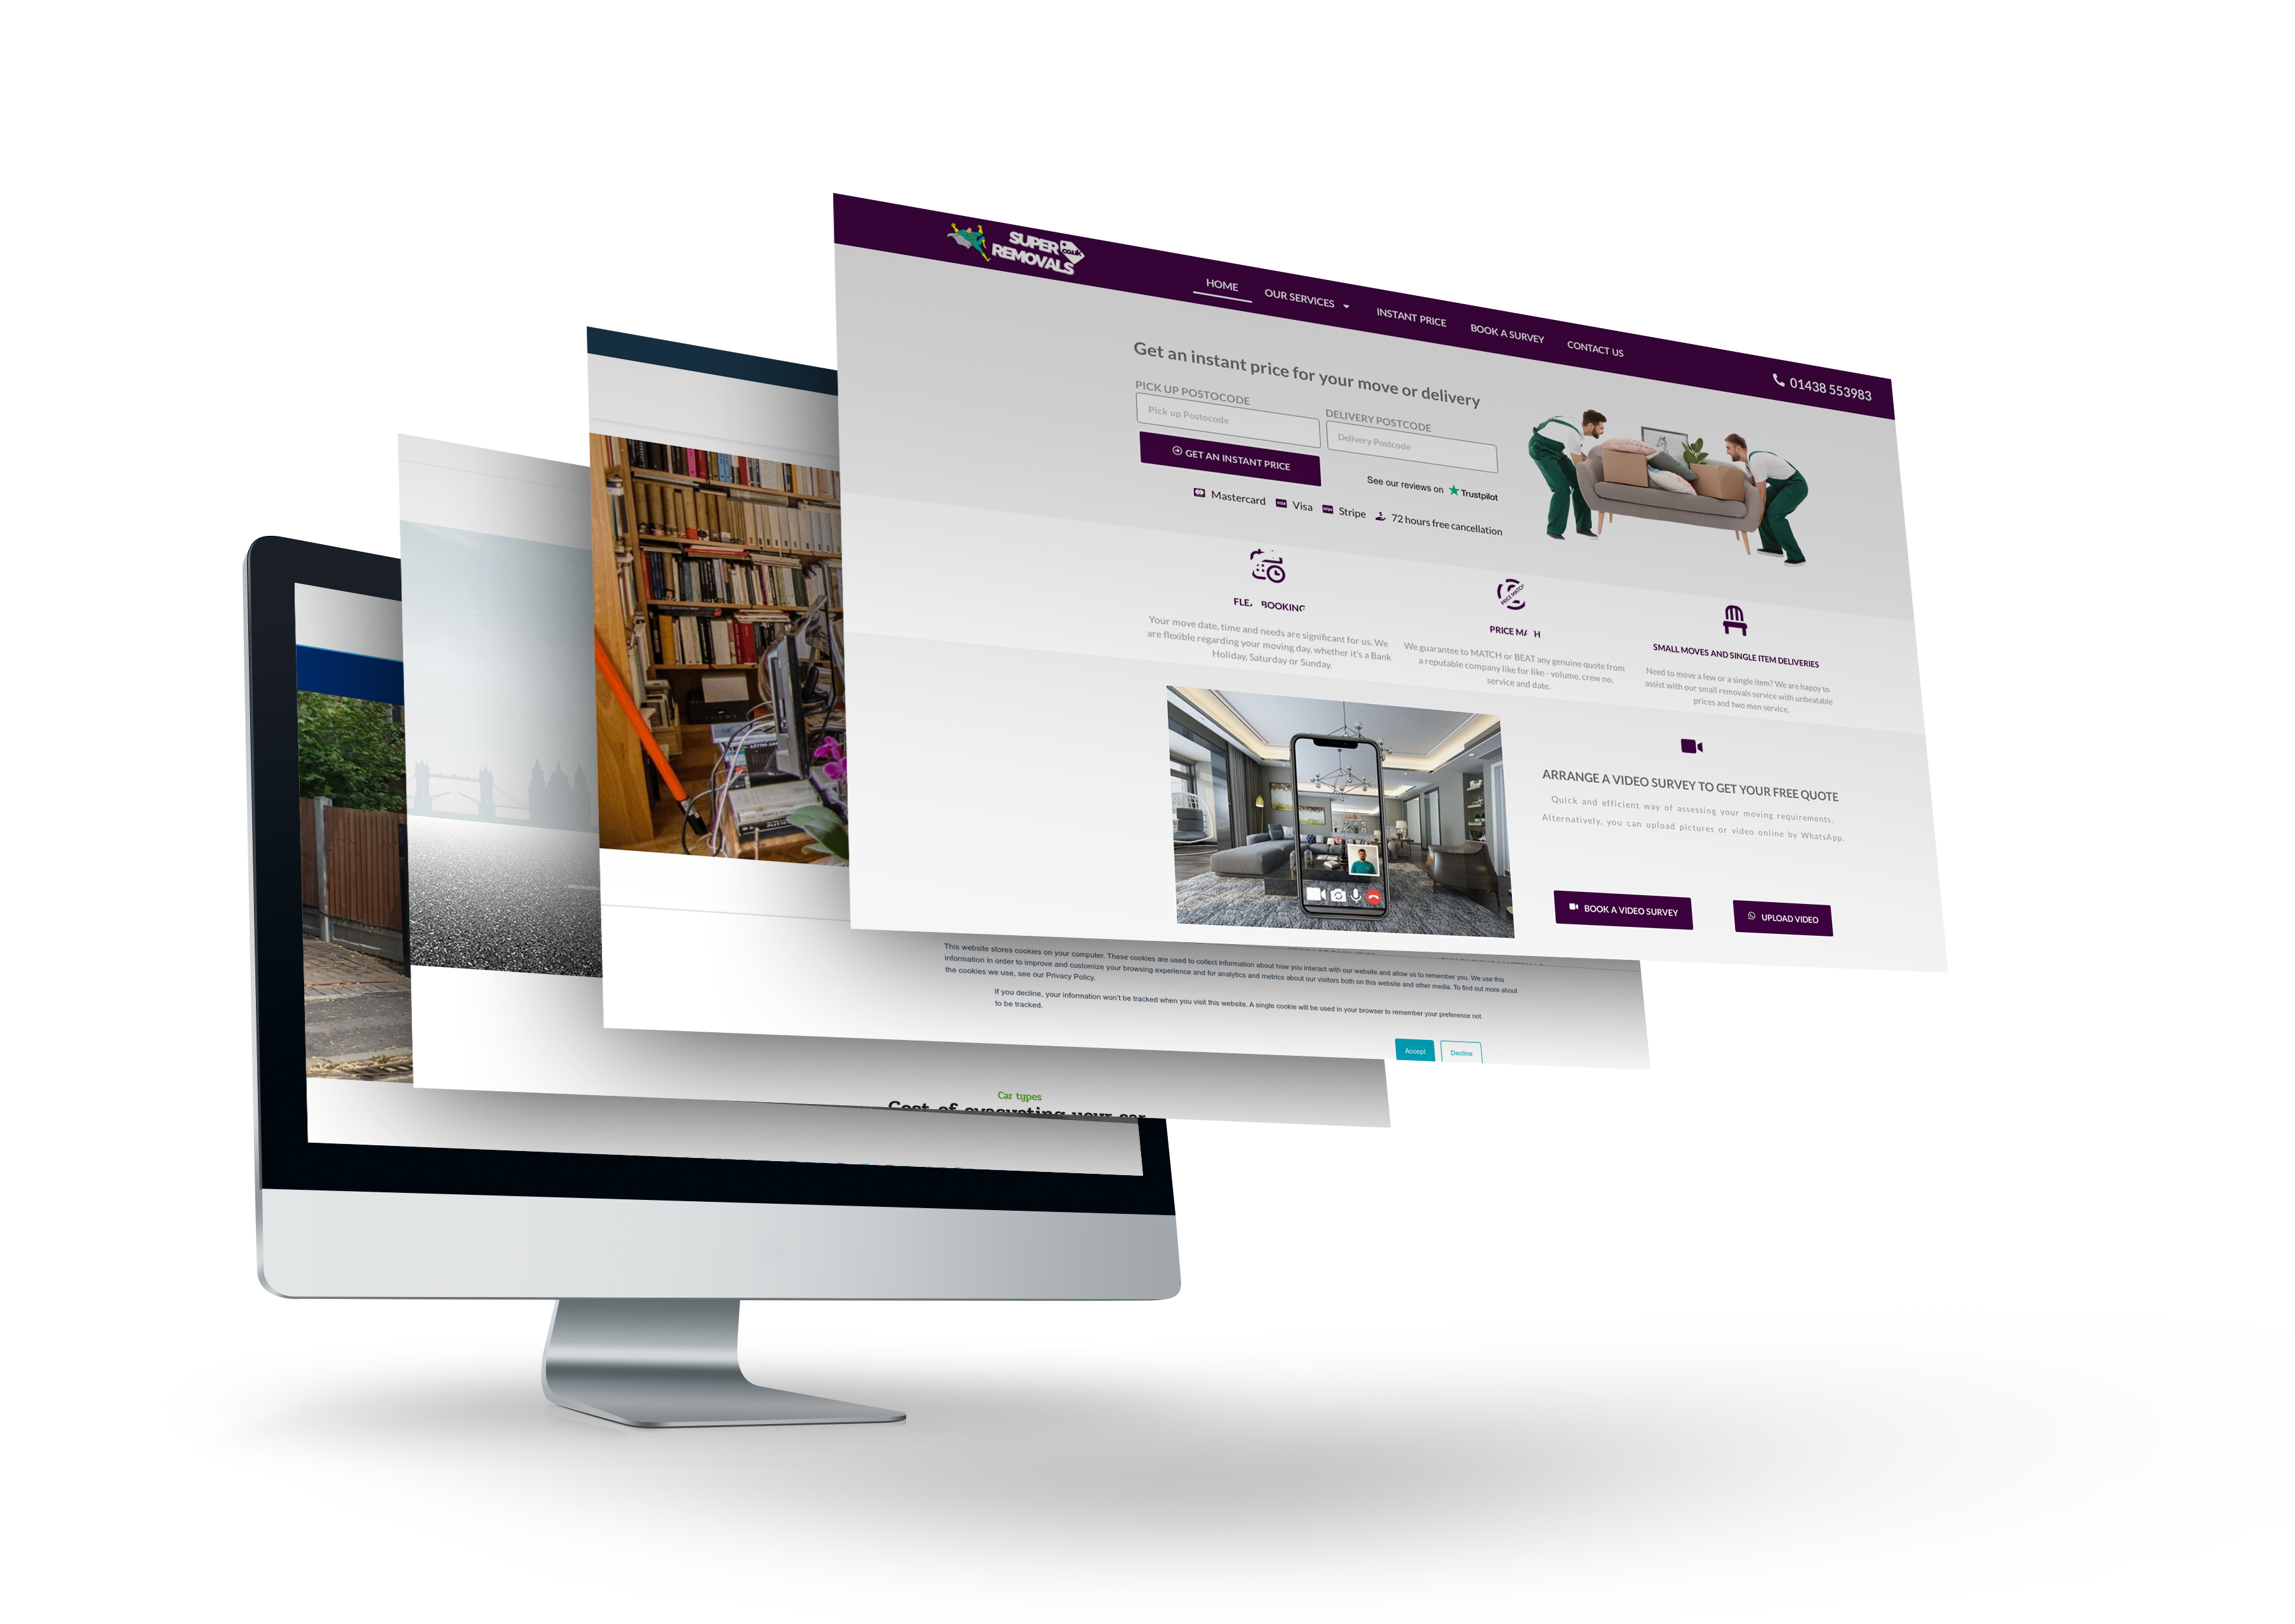 SUPER
REMOVALS
co.uk
HOME
OUR SERVICES
INSTANT PRICE
BOOK A SURVEY
CONTACT US
01438 553983
Get an instant price for your move or delivery
PICK UP POSTOCODE
Pick up Postocode
DELIVERY POSTCODE
Delivery Postcode
GET AN INSTANT PRICE
See our reviews on Trustpilot
Mastercard
VISA Visa
Stripe
72 hours free cancellation
BOOKING
Your move date, time and needs are significant for us. We
are flexible regarding your moving day, whether it's a Bank
Holiday, Saturday or Sunday.
PRICE MATCH
PRICE
We guarantee to MATCH or BEAT any genuine quote from
a reputable company like for like - volume, crew no,
service and date.
SMALL MOVES AND SINGLE ITEM DELIVERIES
Need to move a few or a single item? We are happy to
assist with our small removals service with unbeatable
prices and two men service.
ARRANGE A VIDEO SURVEY TO GET YOUR FREE QUOTE
Quick and efficient way of assessing your moving requirements.
Alternatively, you can upload pictures or video online by WhatsApp.
BOOK A VIDEO SURVEY
UPLOAD VIDEO
This website stores cookies on your computer. These cookies are used to collect information about how you interact with our website and allow us to remember you. We use this
information in order to improve and customize your browsing experience and for analytics and metrics about our visitors both on this website and other media. To find out more about
the cookies we use, see our Privacy Policy.
If you decline, your information won't be tracked when you visit this website. A single cookie will be used in your browser to remember your preference not
to be tracked.
Accept
Decline
Car types
Cost of evacuating your car